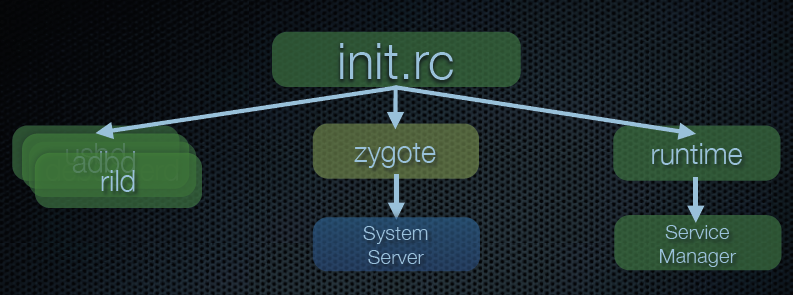 init.rc
adbd
rild
zygote
runtime
System
Server
Service
Manager